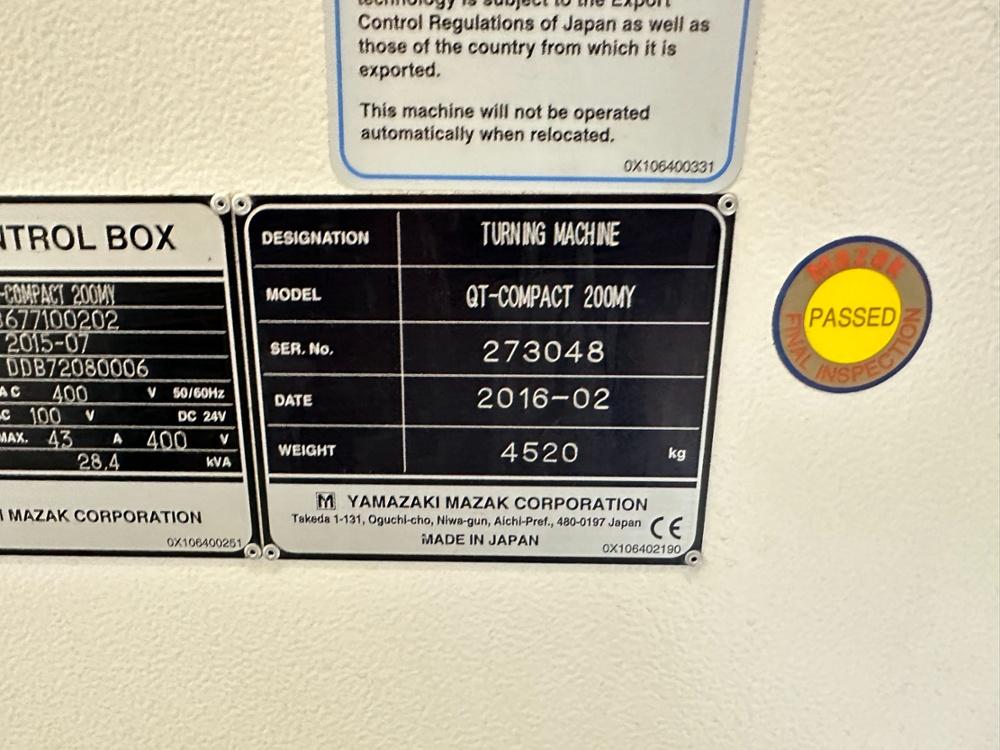 Control Regulations of Japan as well as
those of the country from which it is
exported.
This machine will not be operated
automatically when relocated.
0X106400331
NTROL BOX
-COMPACT 200MY
677100202
2015-07
DDB72080006
AC 400 V 50/60Hz
C 100 V DC 24V
MAX. 43 A 400 V
28.4 kVA
MAZAK CORPORATION
0X106400251
DESIGNATION TURNING MACHINE
MODEL QT-COMPACT 200MY
SER. No. 273048
DATE 2016-02
WEIGHT 4520 kg
YAMAZAKI MAZAK CORPORATION
Takeda 1-131, Oguchi-cho, Niwa-gun, Aichi-Pref., 480-0197 Japan CE
MADE IN JAPAN
0X106402190
Mazak
PASSED
FINAL INSPECTION